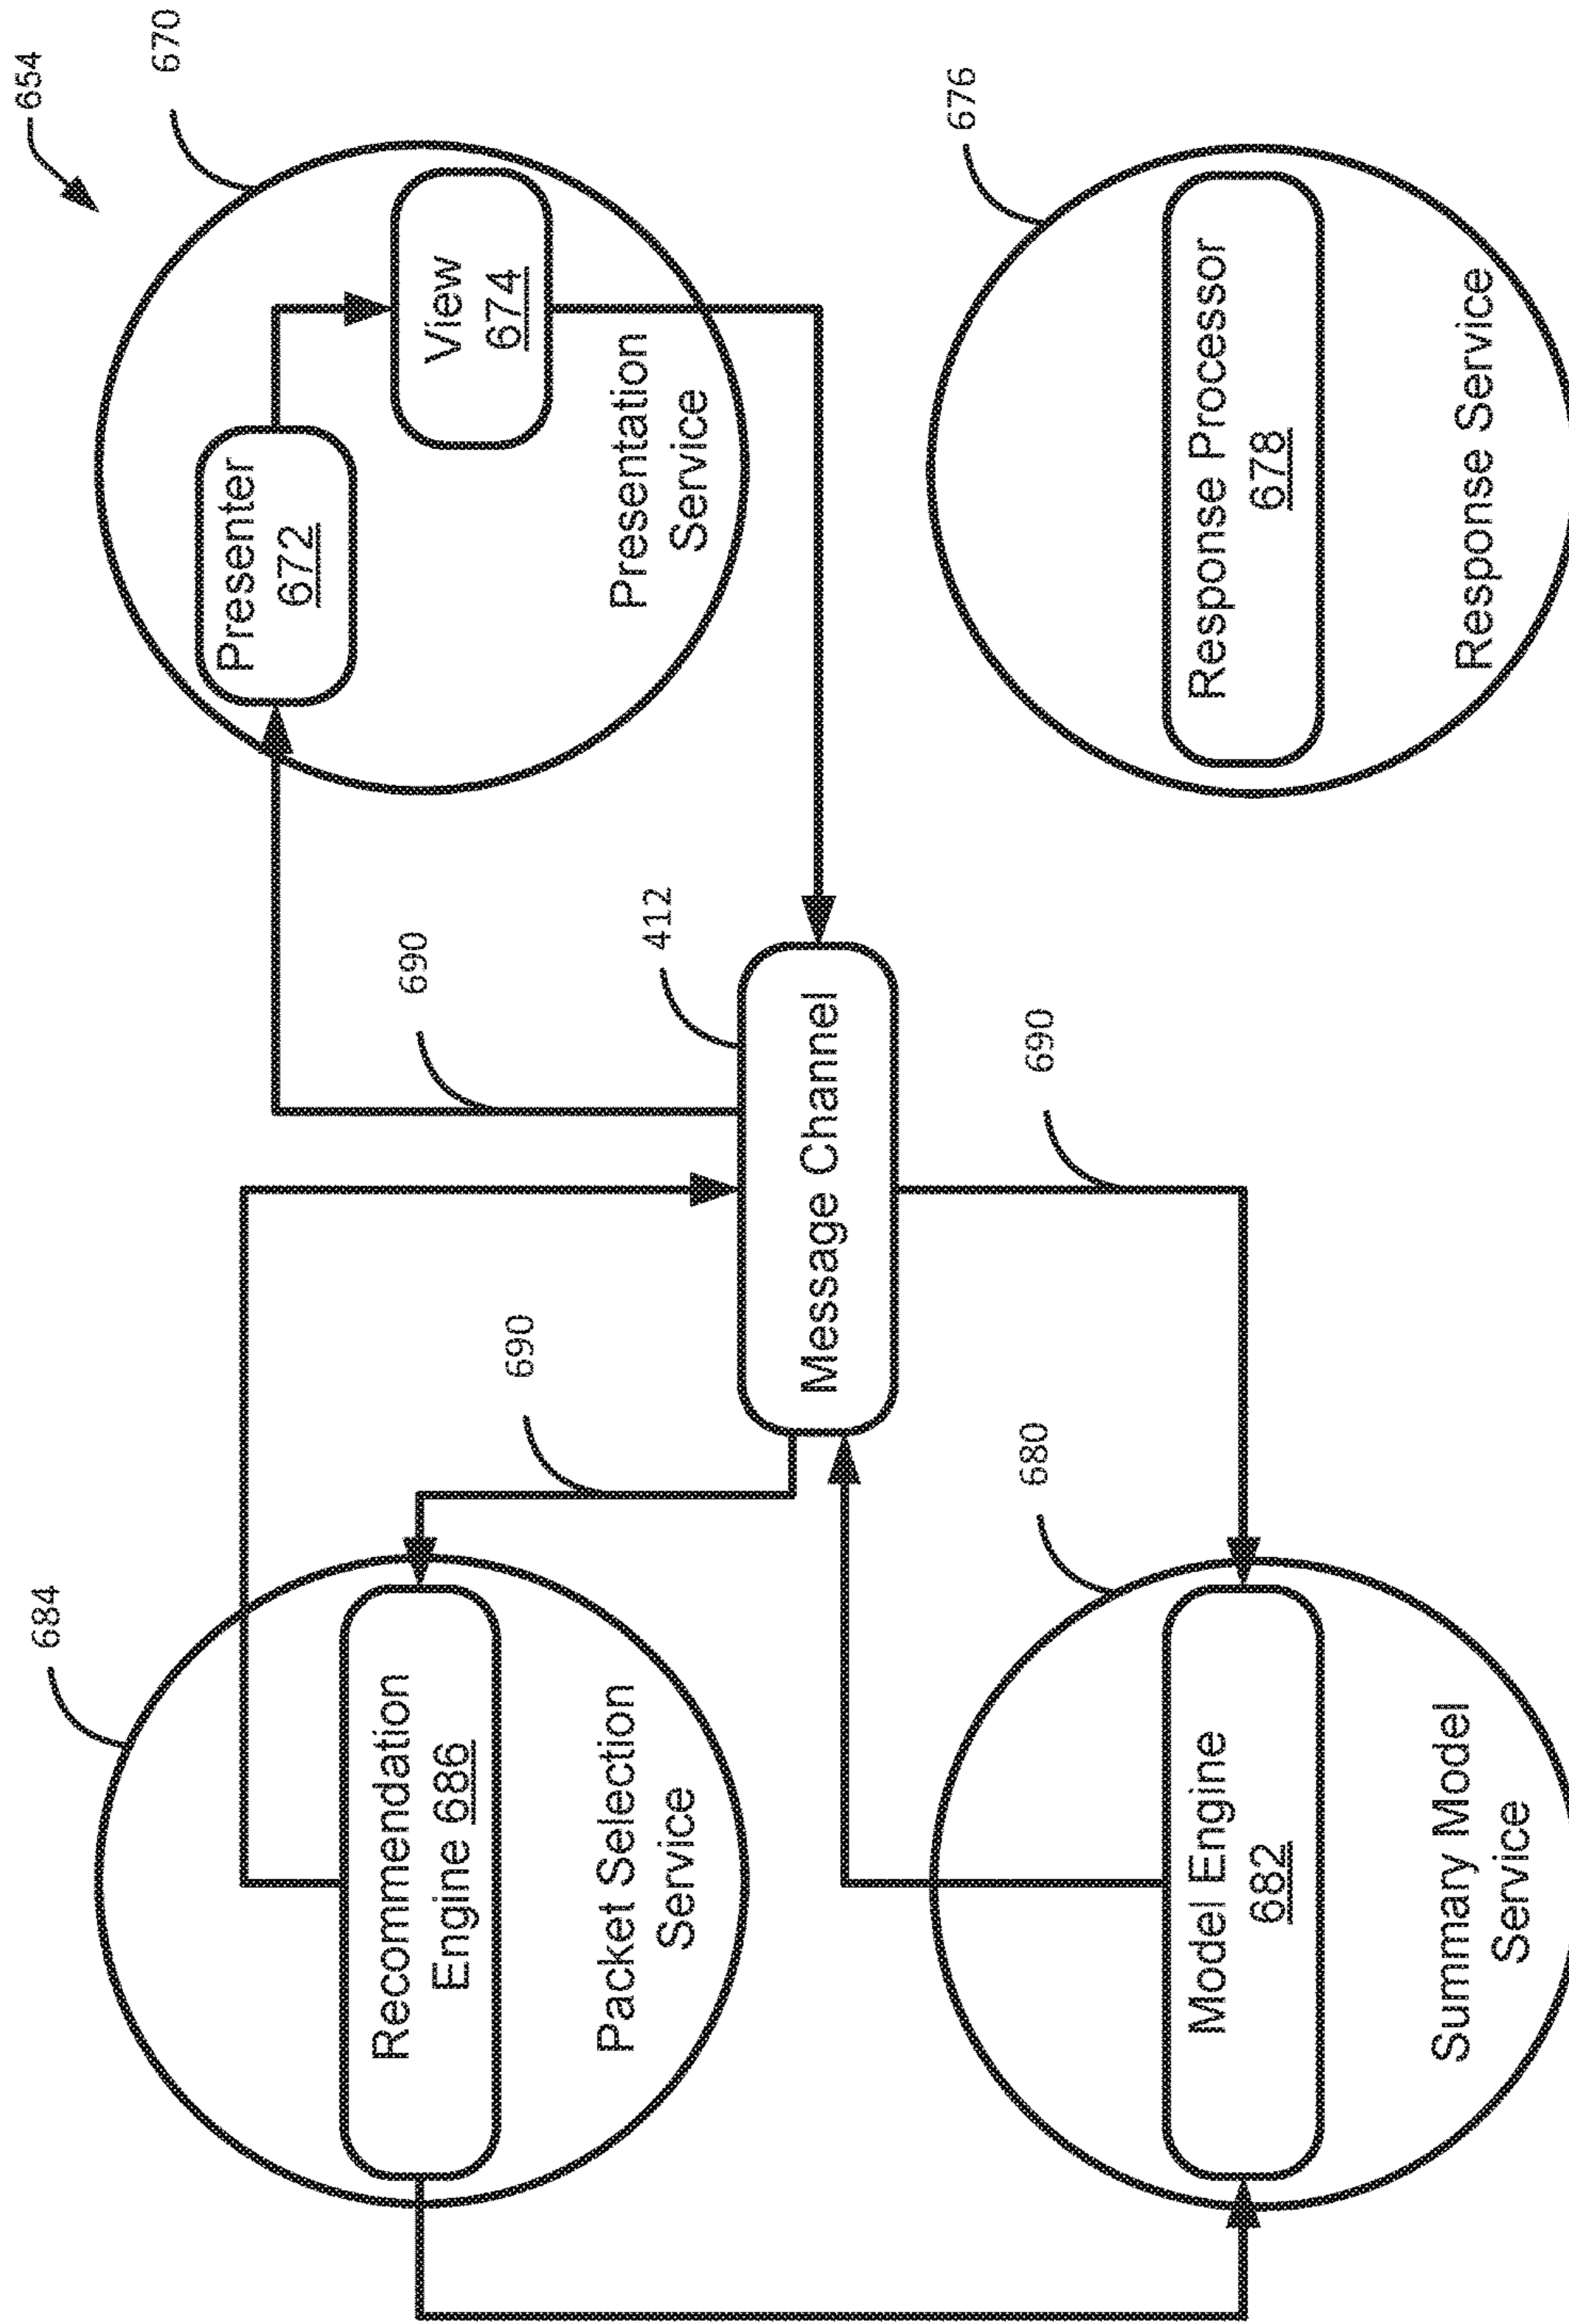 654
684
670
Recommendation
Engine 686
Packet Selection
Service
690
690
Presenter
672
View
674
Presentation
Service
412
Message Channel
680
690
676
Model Engine
682
Summary Model
Service
Response Processor
678
Response Service